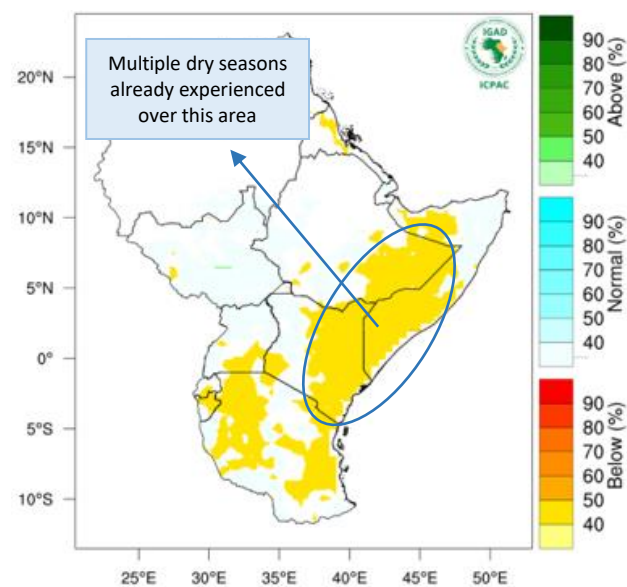 IGAD
ICPAC
Multiple dry seasons
already experienced
over this area
20°N
15°N
10°N
5°N
0°
5°S
10°S
25°E
30°E
35°E
40°E
45°E
50°E
90
80
70
60
50
40
Above (%)
90
80
70
60
50
40
Normal (%)
90
80
70
60
50
40
Below (%)